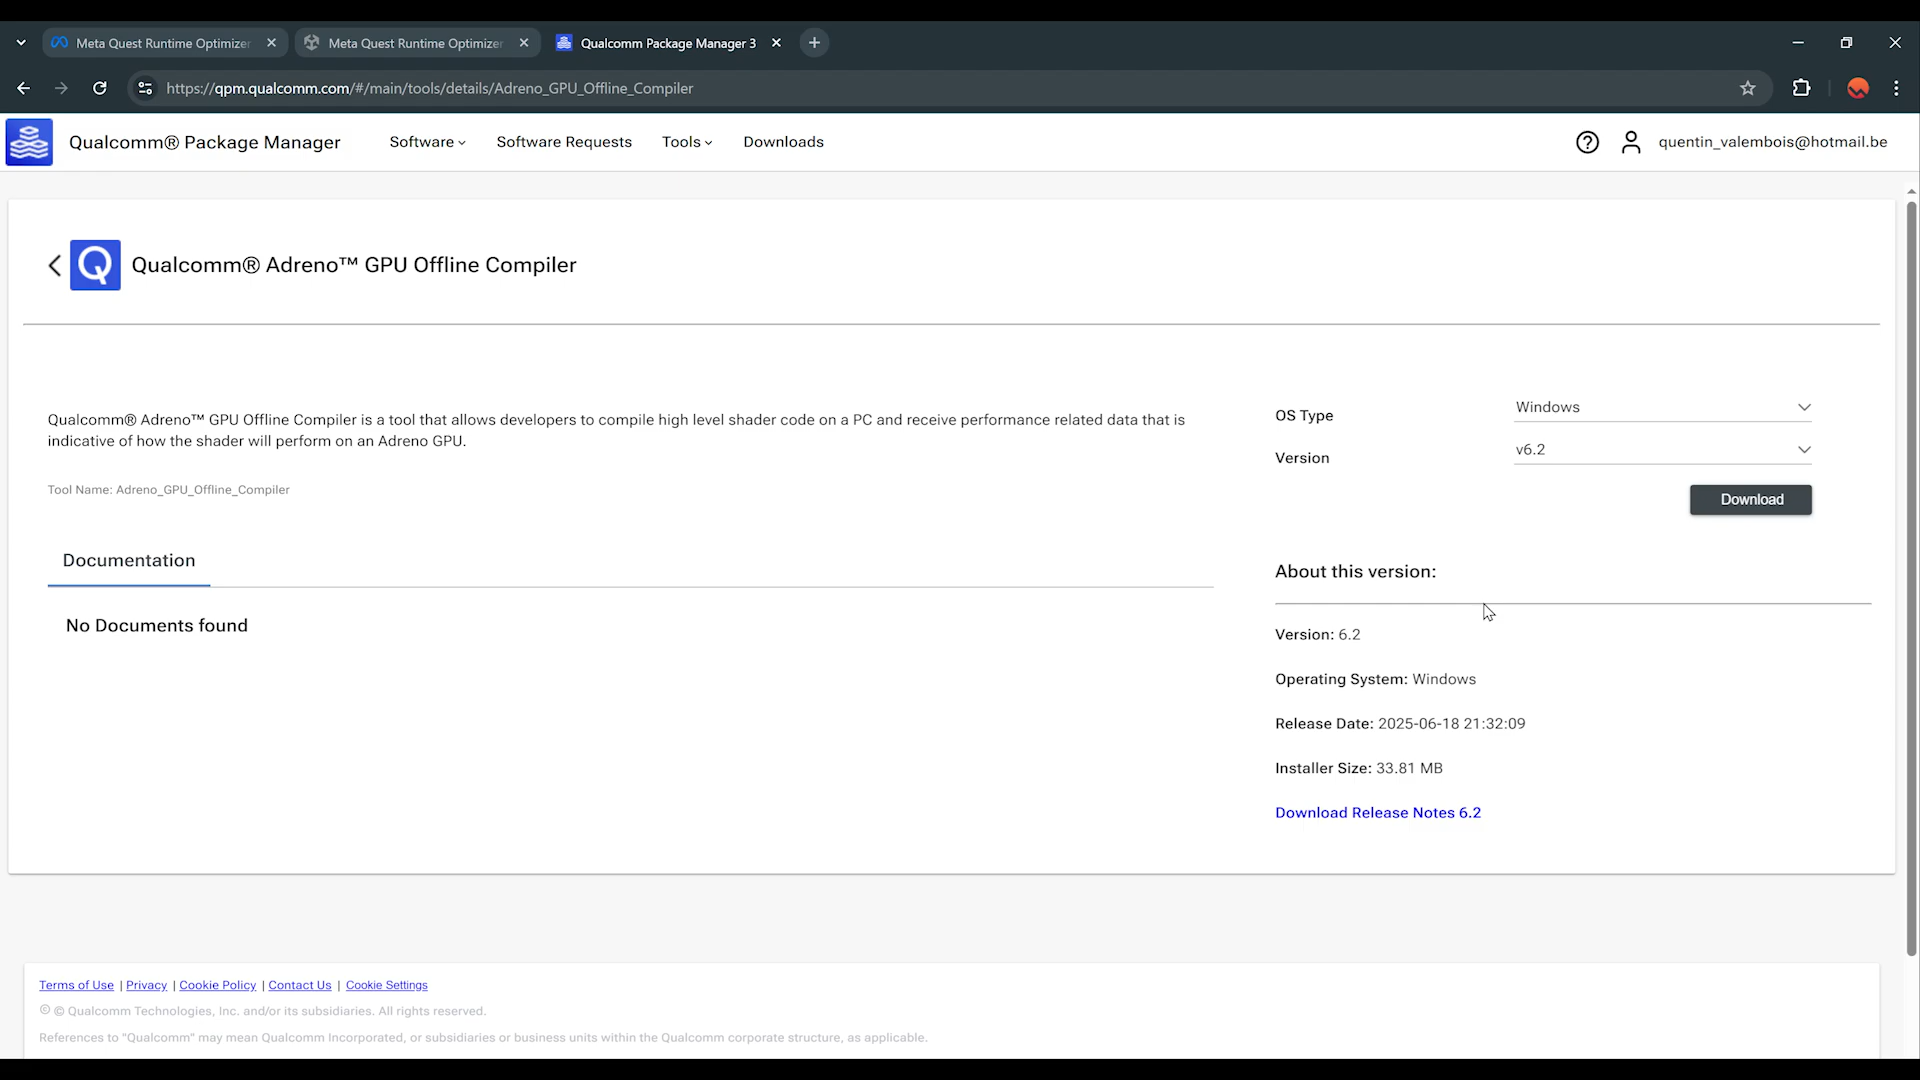 Meta Quest Runtime Optimizer
Meta Quest Runtime Optimizer
Qualcomm Package Manager 3
https://qpm.qualcomm.com/#/main/tools/details/Adreno_GPU_Offline_Compiler
Qualcomm® Package Manager
Software
Software Requests
Tools
Downloads
quentin_valembois@hotmail.be
Q
Qualcomm® Adreno™ GPU Offline Compiler
Qualcomm® Adreno™ GPU Offline Compiler is a tool that allows developers to compile high level shader code on a PC and receive performance related data that is
indicative of how the shader will perform on an Adreno GPU.
Tool Name: Adreno_GPU_Offline_Compiler
Documentation
No Documents found
OS Type
Windows
Version
v6.2
Download
About this version:
Version: 6.2
Operating System: Windows
Release Date: 2025-06-18 21:32:09
Installer Size: 33.81 MB
Download Release Notes 6.2
Terms of Use | Privacy | Cookie Policy | Contact Us | Cookie Settings
© © Qualcomm Technologies, Inc. and/or its subsidiaries. All rights reserved.
References to "Qualcomm" may mean Qualcomm Incorporated, or subsidiaries or business units within the Qualcomm corporate structure, as applicable.